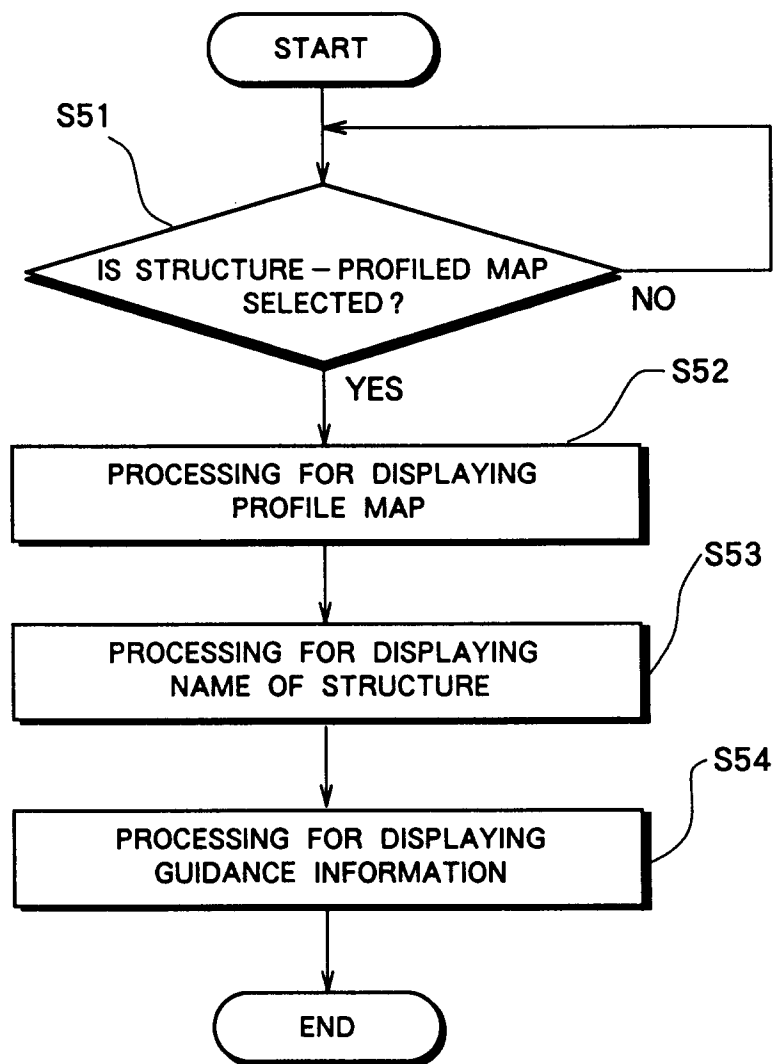 START
S51
IS STRUCTURE – PROFILED MAP
SELECTED?
NO
YES
S52
PROCESSING FOR DISPLAYING
PROFILE MAP
S53
PROCESSING FOR DISPLAYING
NAME OF STRUCTURE
S54
PROCESSING FOR DISPLAYING
GUIDANCE INFORMATION
END